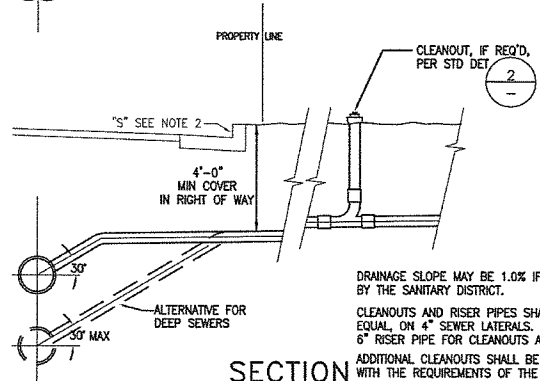 PROPERTY LINE
CLEANOUT, IF REQ'D,
PER STD DET
2
-
"S" SEE NOTE 2
4'-0"
MIN COVER
IN RIGHT OF WAY
30°
ALTERNATIVE FOR
DEEP SEWERS
30° MAX
DRAINAGE SLOPE MAY BE 1.0% IF
BY THE SANITARY DISTRICT.
CLEANOUTS AND RISER PIPES SHA
EQUAL, ON 4" SEWER LATERALS.
6" RISER PIPE FOR CLEANOUTS A
ADDITIONAL CLEANOUTS SHALL BE
WITH THE REQUIREMENTS OF THE
SECTION